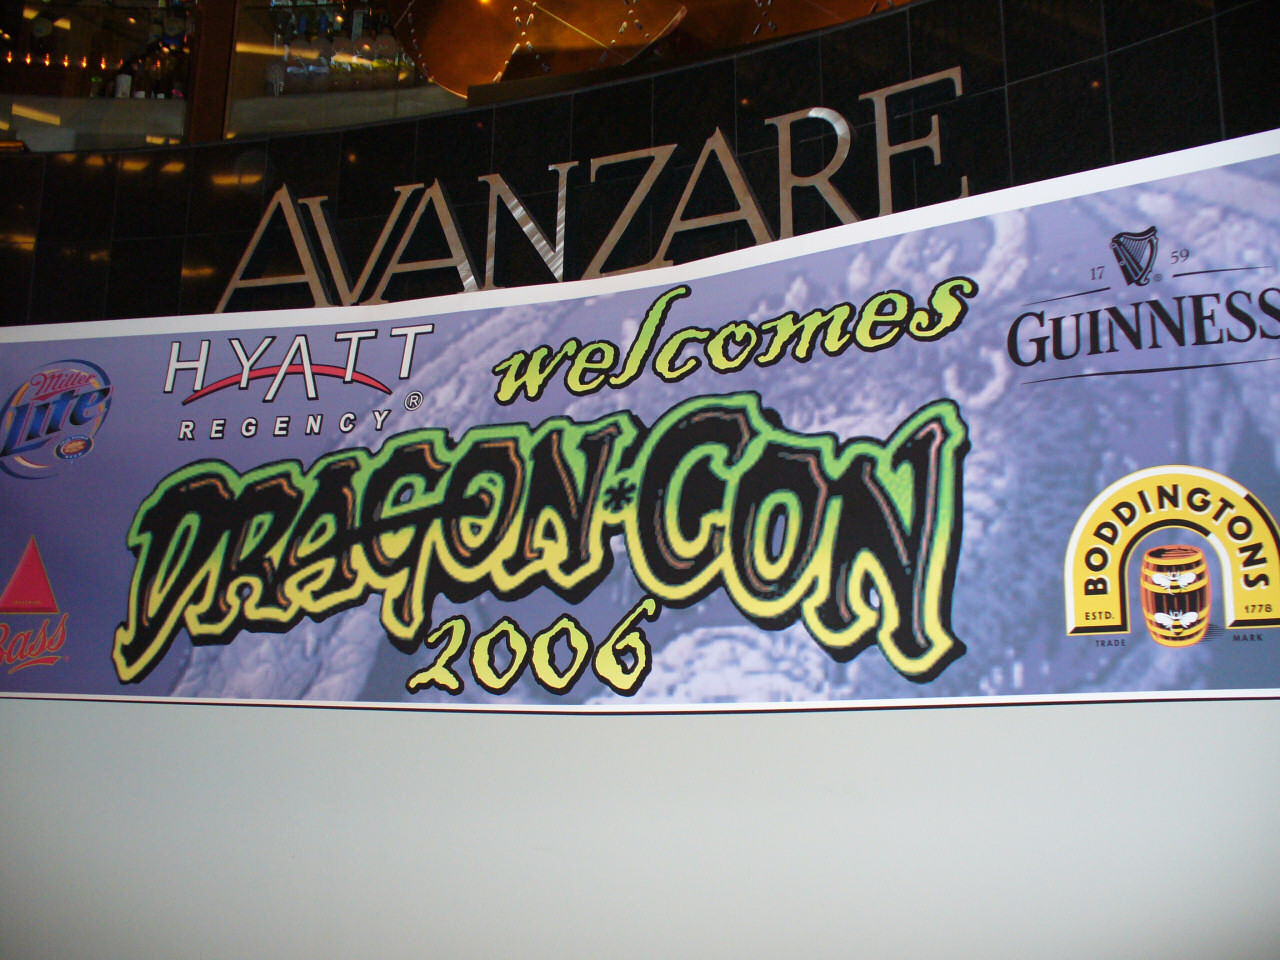 AVANZARE
HYATT
REGENCY®
welcomes
DRAGON*CON
2006
Miller
Lite
Bass
17 59
GUINNESS
BODDINGTONS
ESTD. 1778
TRADE MARK